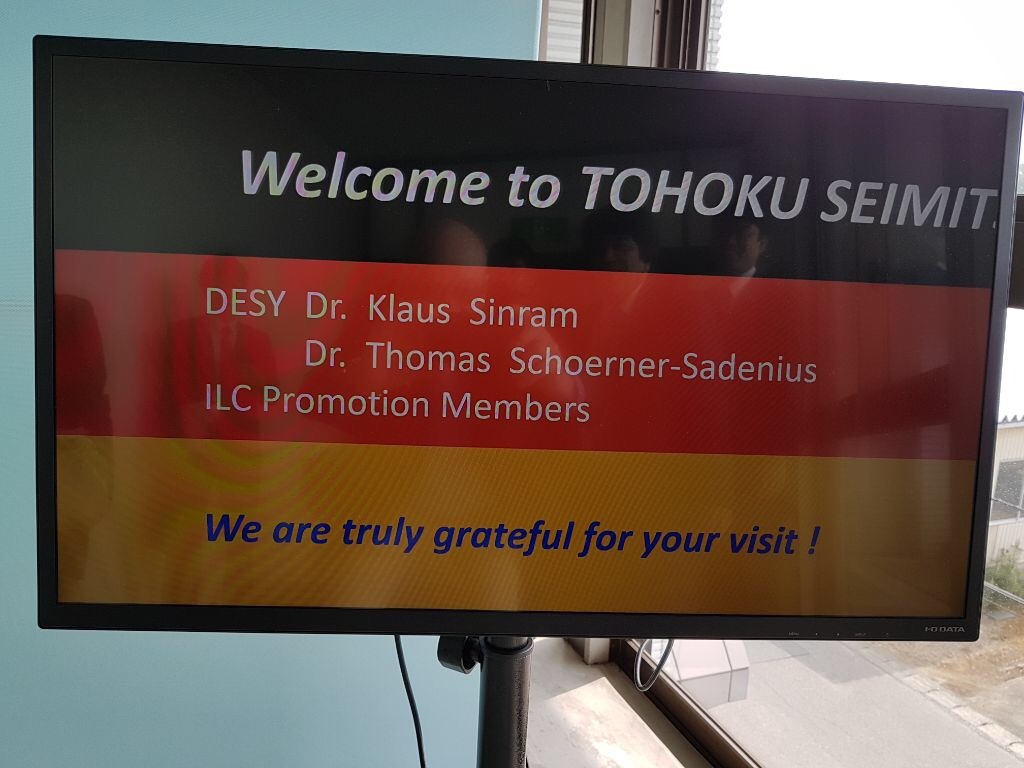 Welcome to TOHOKU SEIMIT
DESY Dr. Klaus Sinram
Dr. Thomas Schoerner-Sadenius
ILC Promotion Members
We are truly grateful for your visit !
I-O DATA